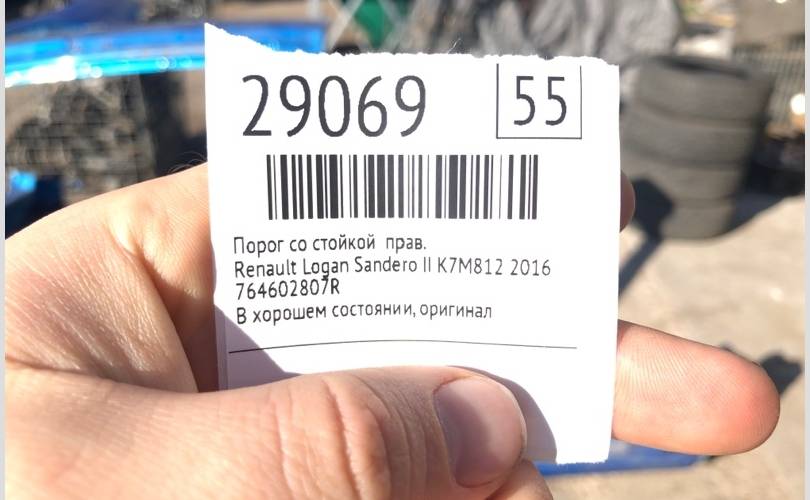 29069 55
Порог со стойкой прав.
Renault Logan Sandero II K7M812 2016
764602807R
В хорошем состоянии, оригинал